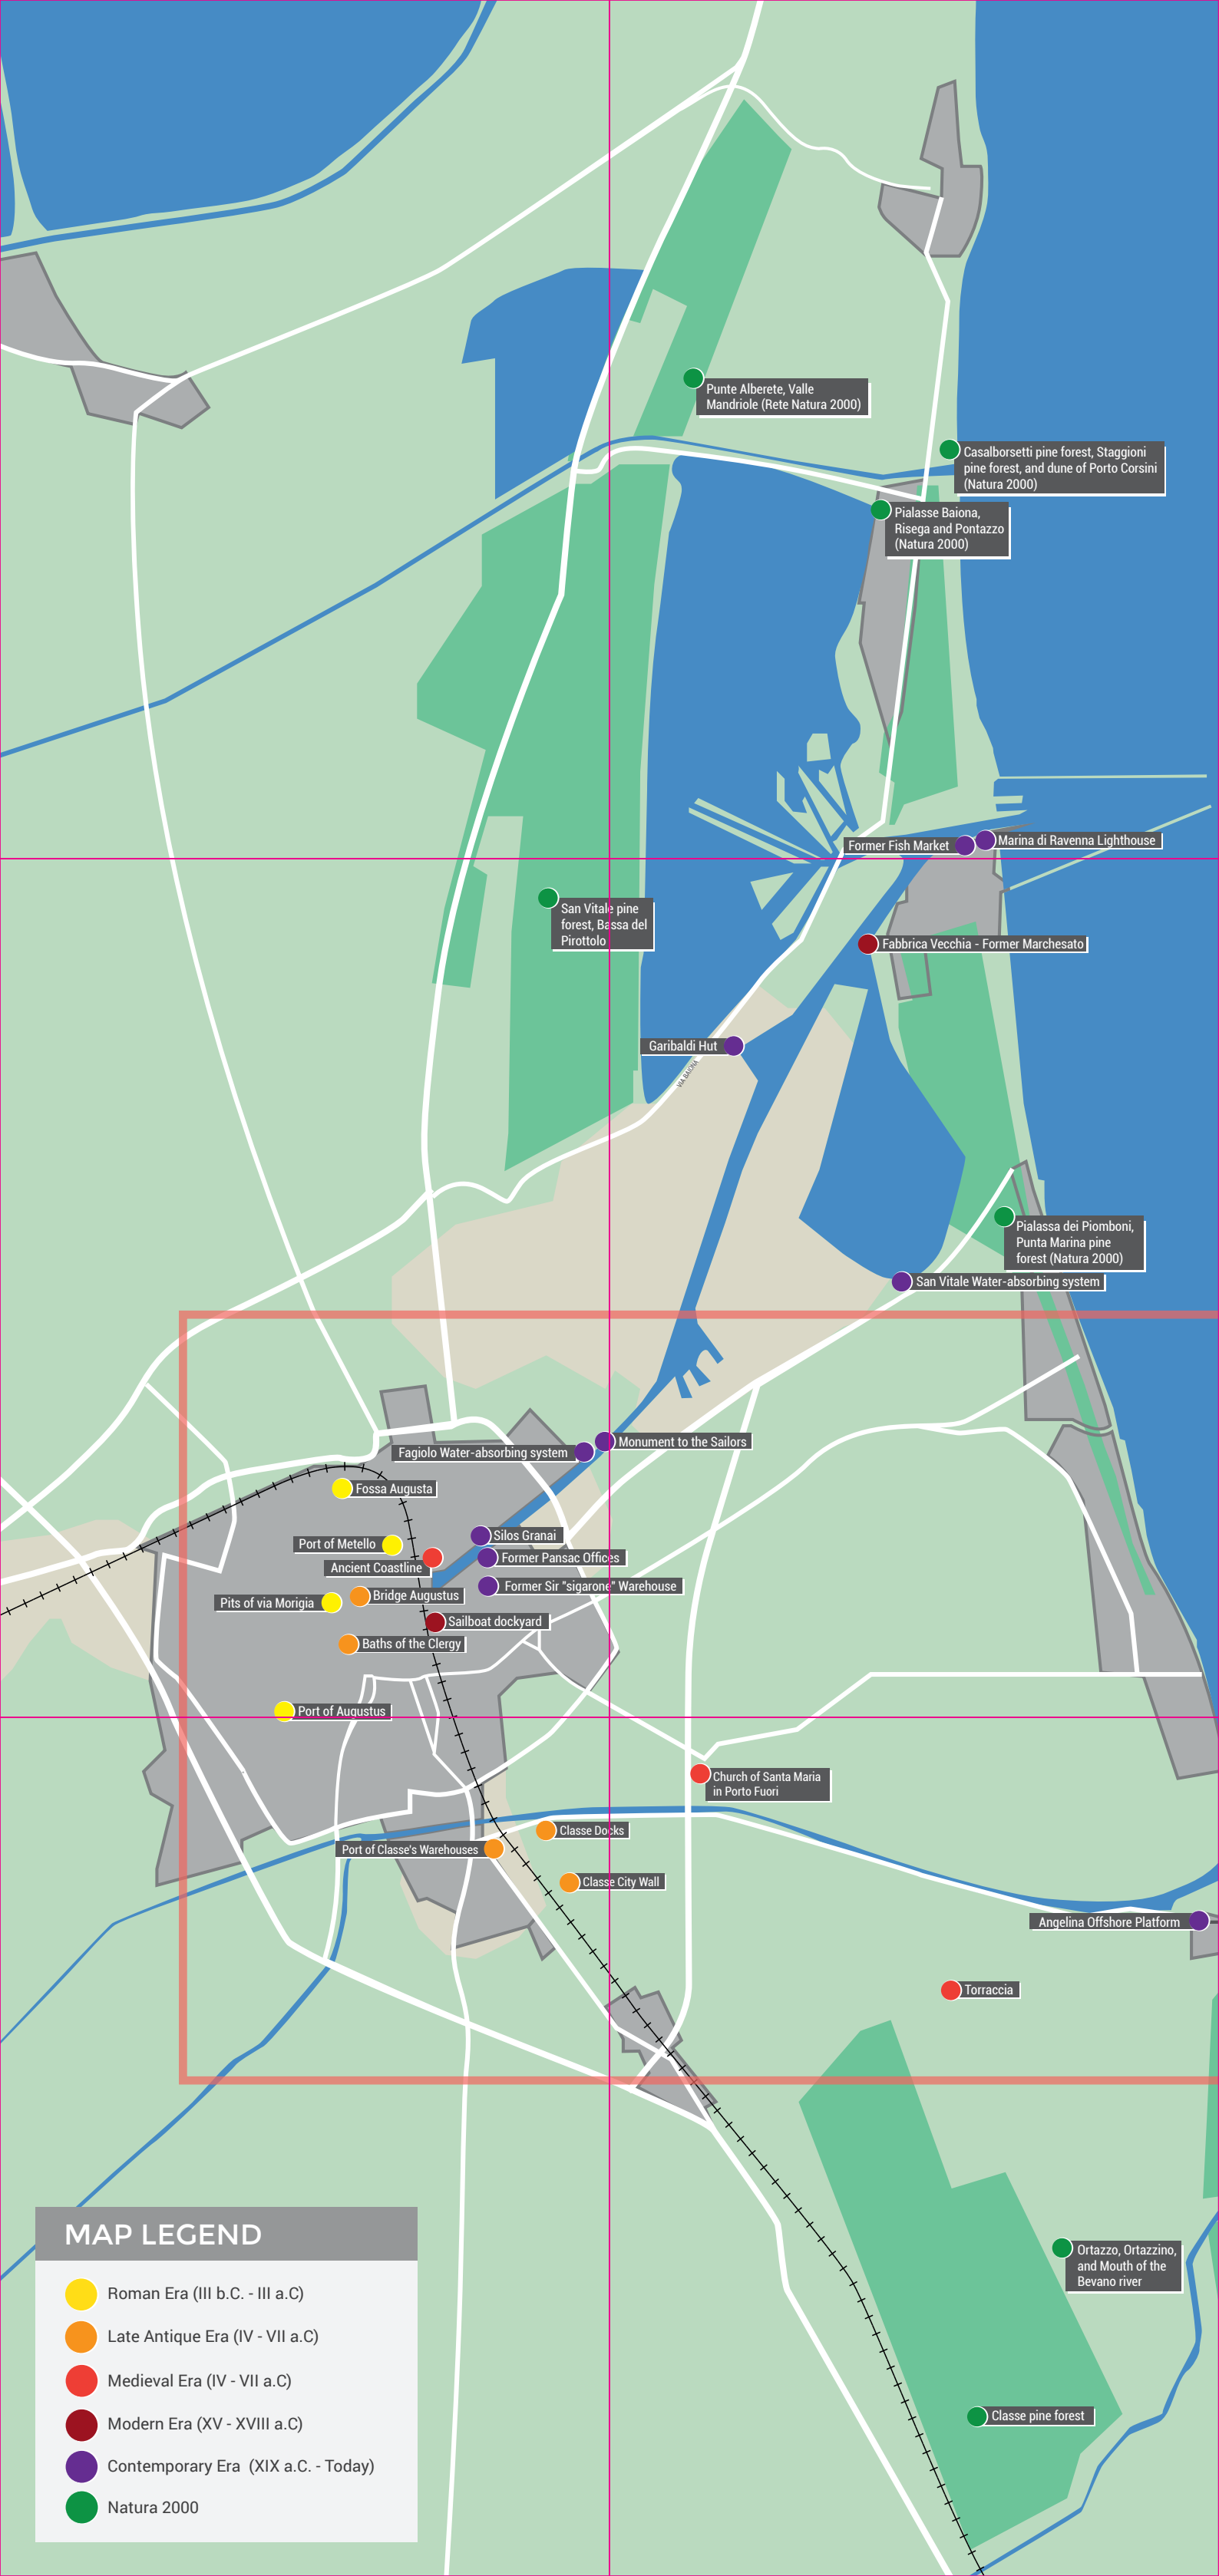 Punte Alberete, Valle
Mandriole (Rete Natura 2000)
Casalborsetti pine forest, Staggioni
pine forest, and dune of Porto Corsini
(Natura 2000)
Pialasse Baiona,
Risega and Pontazzo
(Natura 2000)
Former Fish Market
Marina di Ravenna Lighthouse
San Vitale pine
forest, Bassa del
Pirottolo
Fabbrica Vecchia - Former Marchesato
Garibaldi Hut
VIA BAIONA
Pialassa dei Piomboni,
Punta Marina pine
forest (Natura 2000)
San Vitale Water-absorbing system
Monument to the Sailors
Fagiolo Water-absorbing system
Fossa Augusta
Silos Granai
Port of Metello
Former Pansac Offices
Ancient Coastline
Former Sir "sigarone" Warehouse
Bridge Augustus
Pits of via Morigia
Sailboat dockyard
Baths of the Clergy
Port of Augustus
Church of Santa Maria
in Porto Fuori
Classe Docks
Port of Classe's Warehouses
Classe City Wall
Angelina Offshore Platform
Torraccia
Ortazzo, Ortazzino,
and Mouth of the
Bevano river
Classe pine forest
MAP LEGEND
Roman Era (III b.C. - III a.C)
Late Antique Era (IV - VII a.C)
Medieval Era (IV - VII a.C)
Modern Era (XV - XVIII a.C)
Contemporary Era (XIX a.C. - Today)
Natura 2000